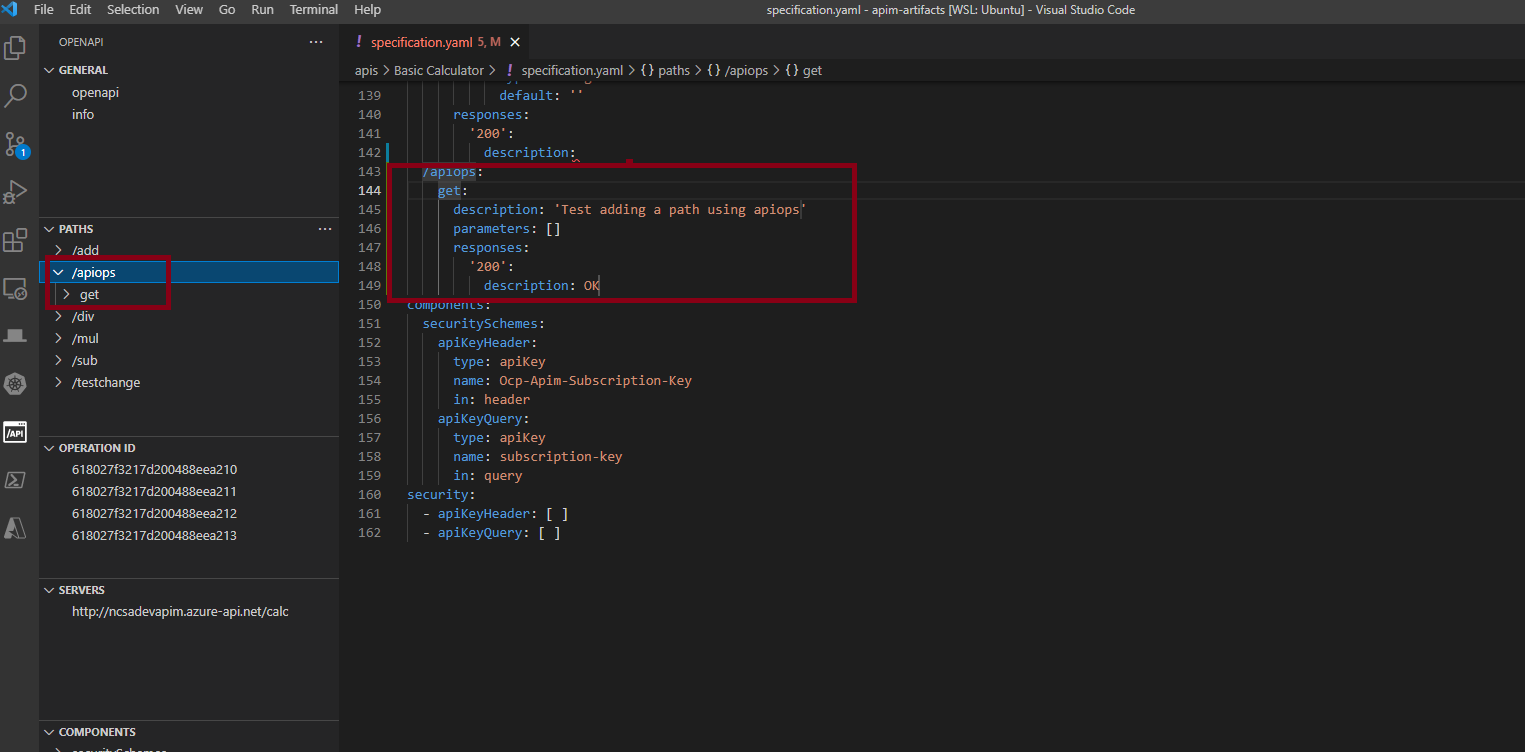 File Edit Selection View Go Run Terminal Help
specification.yaml - apim-artifacts [WSL: Ubuntu] - Visual Studio Code
OPENAPI ···
GENERAL
openapi
info
1
PATHS ···
/add
/apiops
get
/div
/mul
/sub
/testchange
/API
OPERATION ID
618027f3217d200488eea210
618027f3217d200488eea211
618027f3217d200488eea212
618027f3217d200488eea213
SERVERS
http://ncsadevapim.azure-api.net/calc
COMPONENTS
! specification.yaml 5, M
apis > Basic Calculator > ! specification.yaml > {} paths > {} /apiops > {} get
139 default: ''
140 responses:
141 '200':
142 description:
143 /apiops:
144 get:
145 description: 'Test adding a path using apiops'
146 parameters: []
147 responses:
148 '200':
149 description: OK
150 components:
151 securitySchemes:
152 apiKeyHeader:
153 type: apiKey
154 name: Ocp-Apim-Subscription-Key
155 in: header
156 apiKeyQuery:
157 type: apiKey
158 name: subscription-key
159 in: query
160 security:
161 - apiKeyHeader: [ ]
162 - apiKeyQuery: [ ]